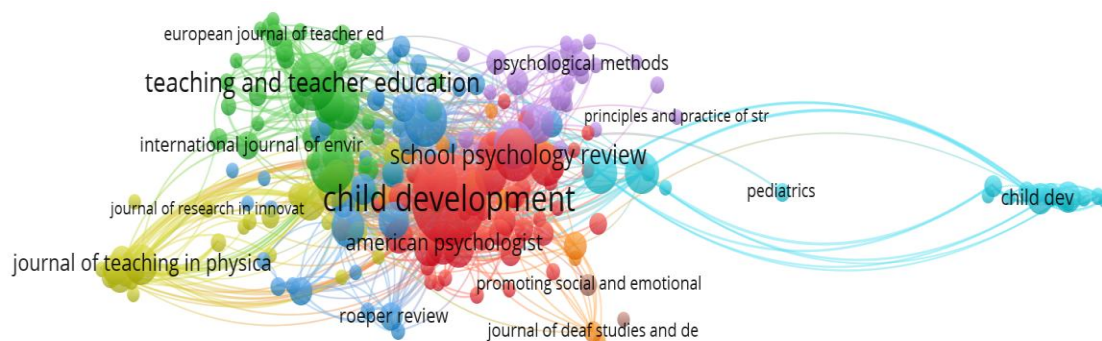 european journal of teacher ed
psychological methods
teaching and teacher education
principles and practice of str
international journal of envir
school psychology review
pediatrics
child dev
child development
journal of research in innovat
american psychologist
journal of teaching in physica
promoting social and emotional
roeper review
journal of deaf studies and de